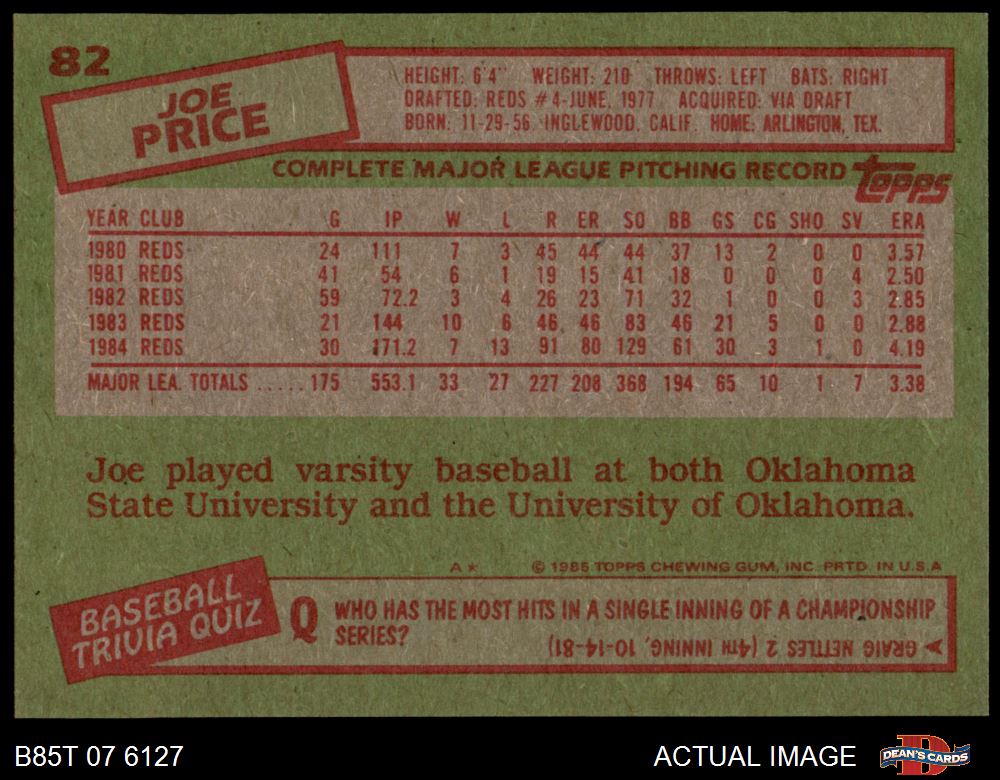 82
JOE
PRICE
HEIGHT: 6'4" WEIGHT: 210 THROWS: LEFT BATS: RIGHT
DRAFTED: REDS #4-JUNE, 1977 ACQUIRED: VIA DRAFT
BORN: 11-29-56, INGLEWOOD, CALIF. HOME: ARLINGTON, TEX.
COMPLETE MAJOR LEAGUE PITCHING RECORD topps
YEAR CLUB G IP W L R ER SO BB GS CG SHO SV ERA
1980 REDS 24 111 7 3 45 44 44 37 13 2 0 0 3.57
1981 REDS 41 54 6 1 19 15 41 18 0 0 0 4 2.50
1982 REDS 59 72.2 3 4 26 23 71 32 1 0 0 3 2.85
1983 REDS 21 144 10 6 46 46 83 46 21 5 0 0 2.88
1984 REDS 30 171.2 7 13 91 80 129 61 30 3 1 0 4.19
MAJOR LEA. TOTALS ..... 175 553.1 33 27 227 208 368 194 65 10 1 7 3.38
Joe played varsity baseball at both Oklahoma
State University and the University of Oklahoma.
A* © 1985 TOPPS CHEWING GUM, INC. PRTD. IN U.S.A
BASEBALL
TRIVIA QUIZ
Q WHO HAS THE MOST HITS IN A SINGLE INNING OF A CHAMPIONSHIP
SERIES?
GRAIG NETTLES 2 (4TH INNING, 10-14-81)
B85T 07 6127 ACTUAL IMAGE DEAN'S CARDS